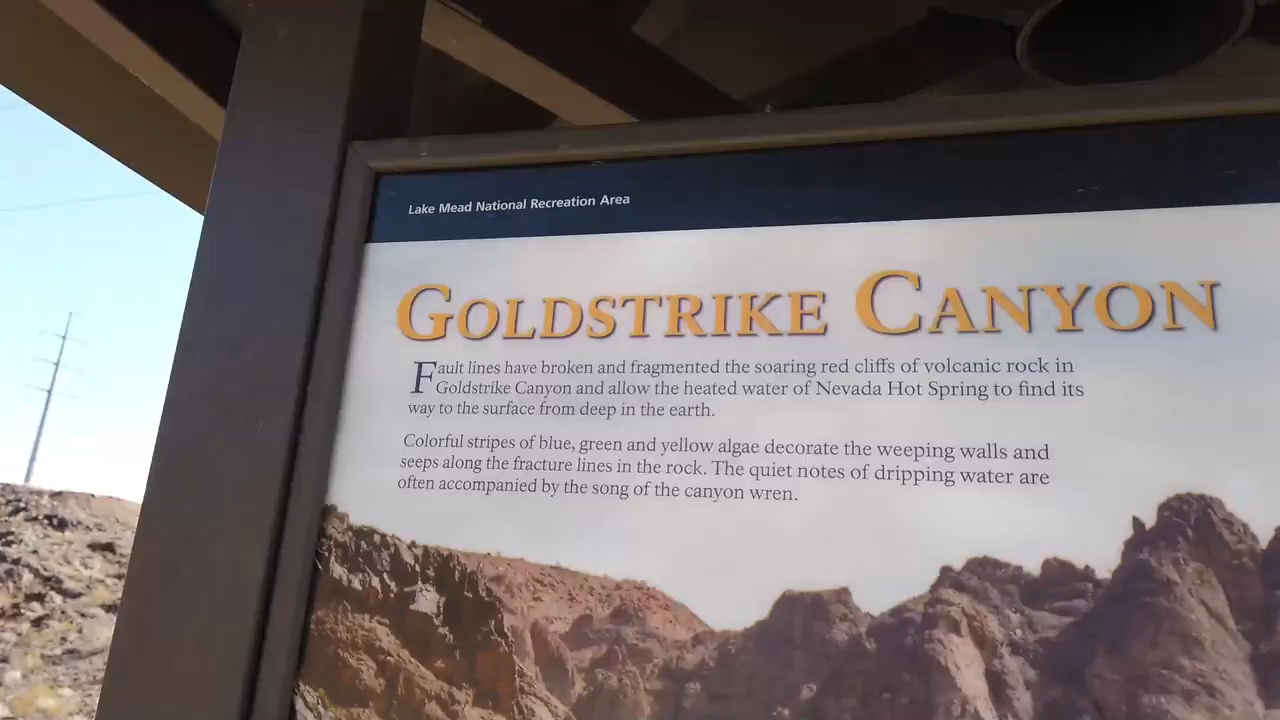 Lake Mead National Recreation Area
GOLDSTRIKE CANYON
Fault lines have broken and fragmented the soaring red cliffs of volcanic rock in
Goldstrike Canyon and allow the heated water of Nevada Hot Spring to find its
way to the surface from deep in the earth.
Colorful stripes of blue, green and yellow algae decorate the weeping walls and
seeps along the fracture lines in the rock. The quiet notes of dripping water are
often accompanied by the song of the canyon wren.